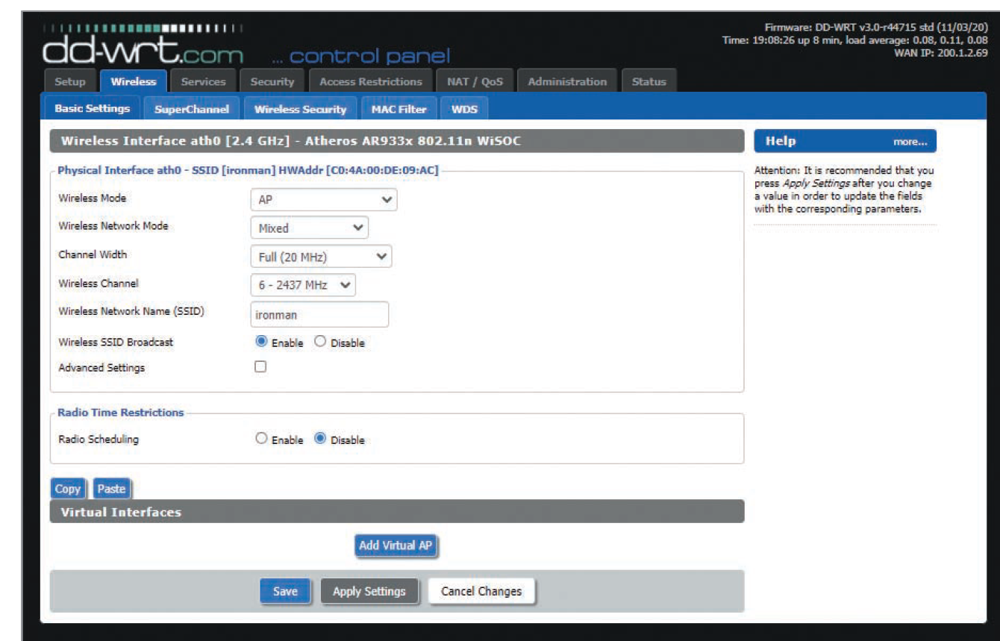 Firmware: DD-WRT v3.0-r44715 std (11/03/20)
Time: 19:08:26 up 8 min, load average: 0.08, 0.11, 0.08
WAN IP: 200.1.2.69
dd-wrt.com ... control panel
Setup Wireless Services Security Access Restrictions NAT / QoS Administration Status
Basic Settings SuperChannel Wireless Security MAC Filter WDS
Wireless Interface ath0 [2.4 GHz] - Atheros AR933x 802.11n WiSOC
Physical Interface ath0 - SSID [ironman] HWAddr [C0:4A:00:DE:09:AC]
Wireless Mode AP
Wireless Network Mode Mixed
Channel Width Full (20 MHz)
Wireless Channel 6 - 2437 MHz
Wireless Network Name (SSID) ironman
Wireless SSID Broadcast Enable Disable
Advanced Settings
Radio Time Restrictions
Radio Scheduling Enable Disable
Copy Paste
Virtual Interfaces
Add Virtual AP
Save Apply Settings Cancel Changes
Help more...
Attention: It is recommended that you
press Apply Settings after you change
a value in order to update the fields
with the corresponding parameters.